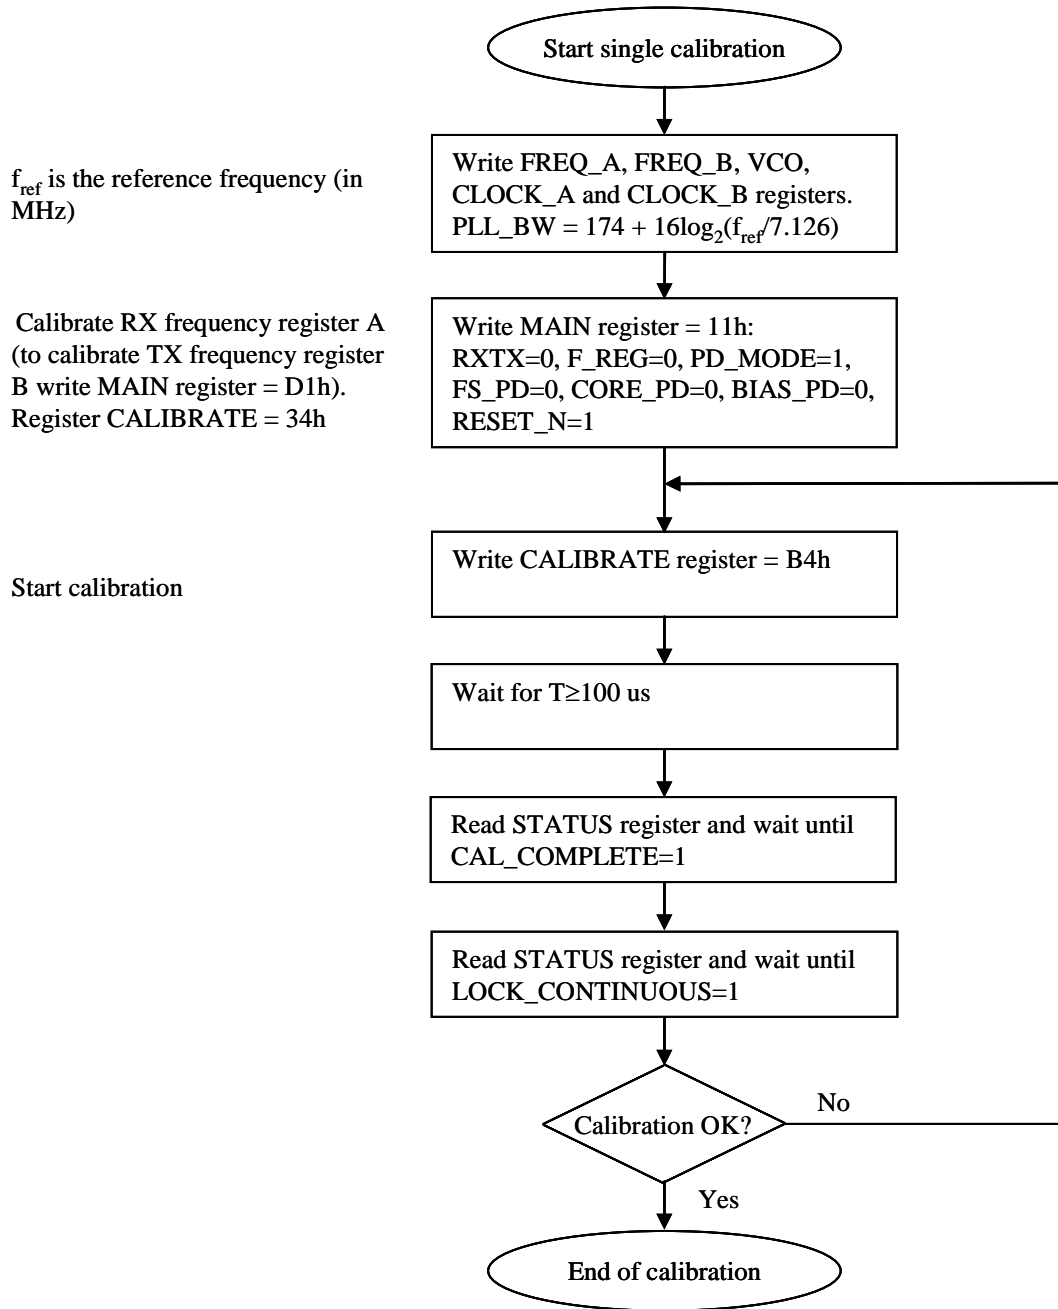 Start single calibration
f_ref is the reference frequency (in
MHz)
Write FREQ_A, FREQ_B, VCO,
CLOCK_A and CLOCK_B registers.
PLL_BW = 174 + 16log₂(f_ref/7.126)
Calibrate RX frequency register A
(to calibrate TX frequency register
B write MAIN register = D1h).
Register CALIBRATE = 34h
Write MAIN register = 11h:
RXTX=0, F_REG=0, PD_MODE=1,
FS_PD=0, CORE_PD=0, BIAS_PD=0,
RESET_N=1
Write CALIBRATE register = B4h
Start calibration
Wait for T≥100 us
Read STATUS register and wait until
CAL_COMPLETE=1
Read STATUS register and wait until
LOCK_CONTINUOUS=1
Calibration OK?
No
Yes
End of calibration